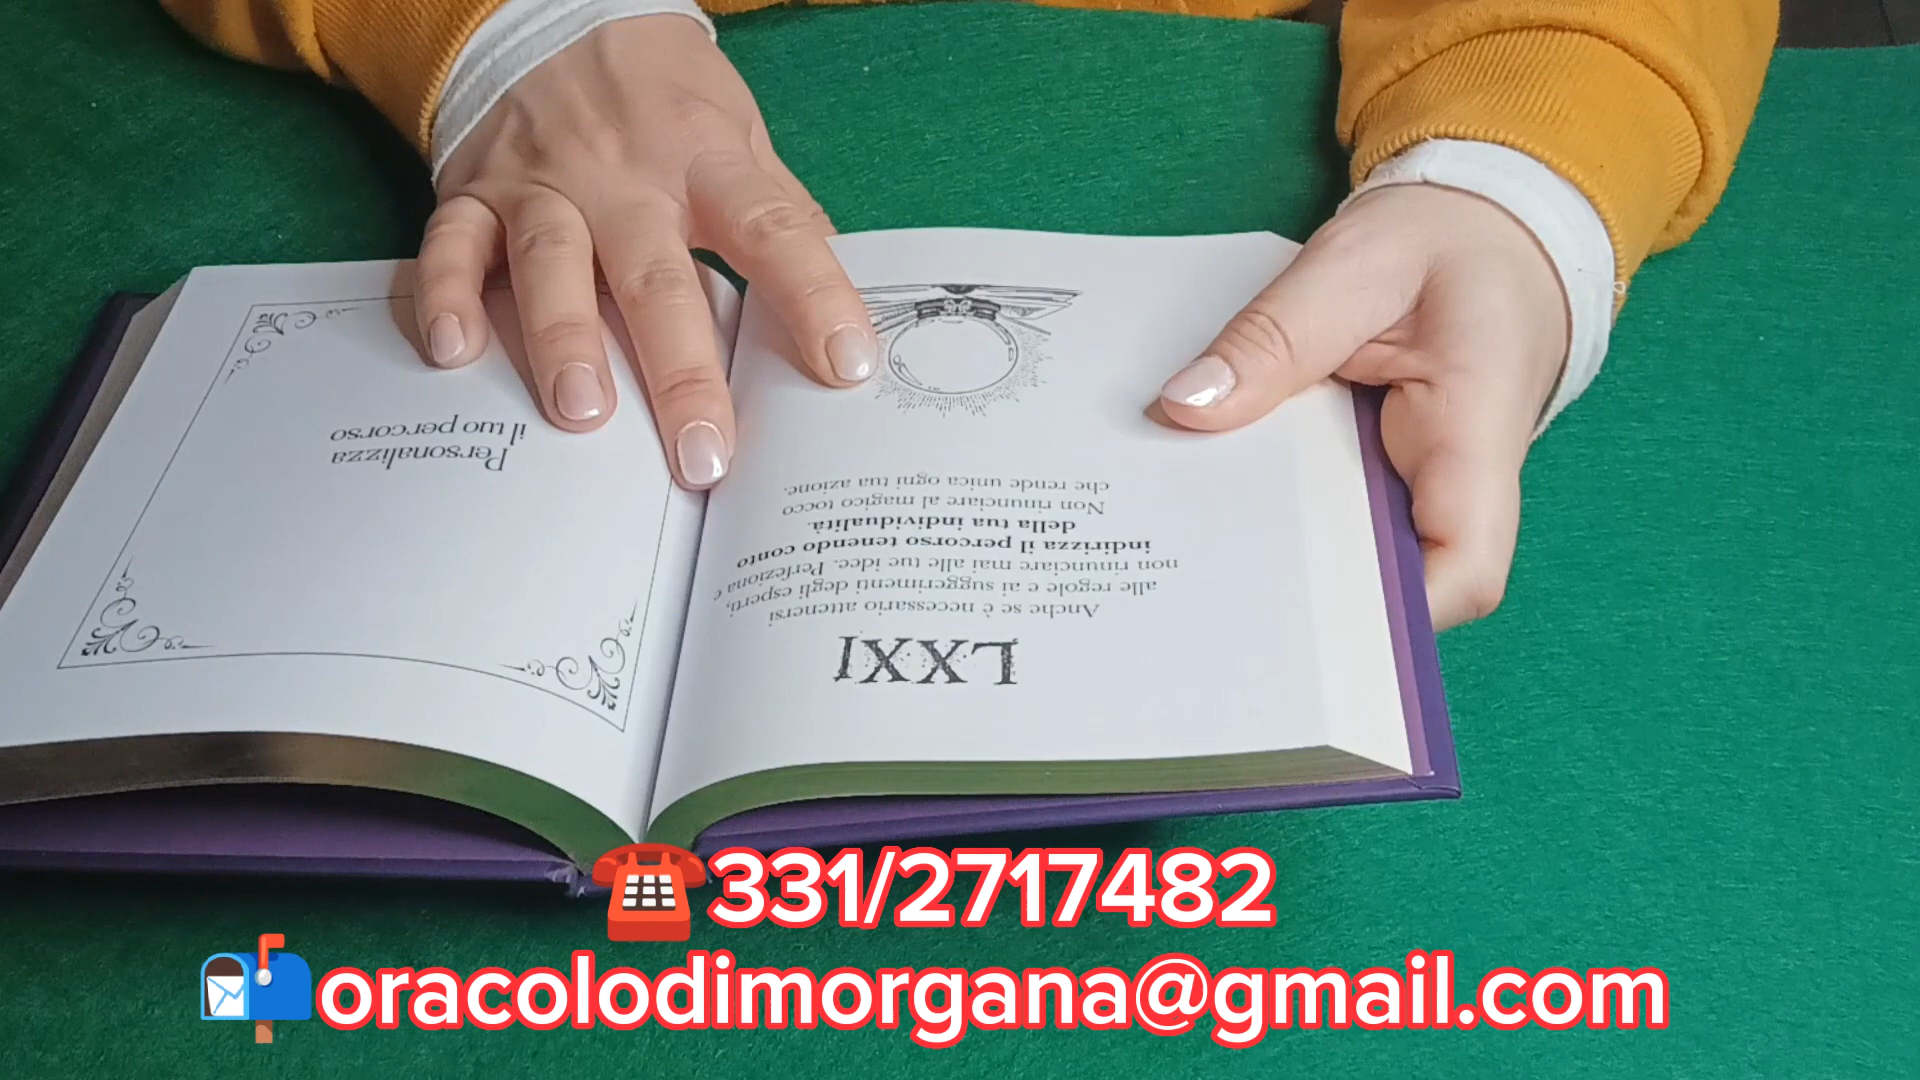 Personalizza
il tuo percorso
LXXI
Anche se è necessario attenersi
alle regole e ai suggerimenti degli esperti,
non rinunciare mai alle tue idee. Perfeziona e
indirizza il percorso tenendo conto
della tua individualità.
Non rinunciare al magico tocco
che rende unica ogni tua azione.
331/2717482
oracolodimorgana@gmail.com